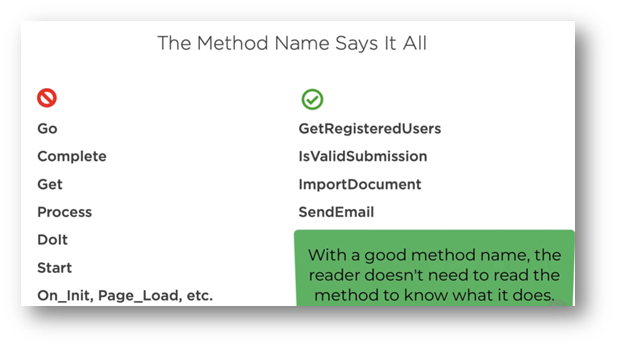 The Method Name Says It All
Go
Complete
Get
Process
DoIt
Start
On_Init, Page_Load, etc.
GetRegisteredUsers
IsValidSubmission
ImportDocument
SendEmail
With a good method name, the
reader doesn't need to read the
method to know what it does.